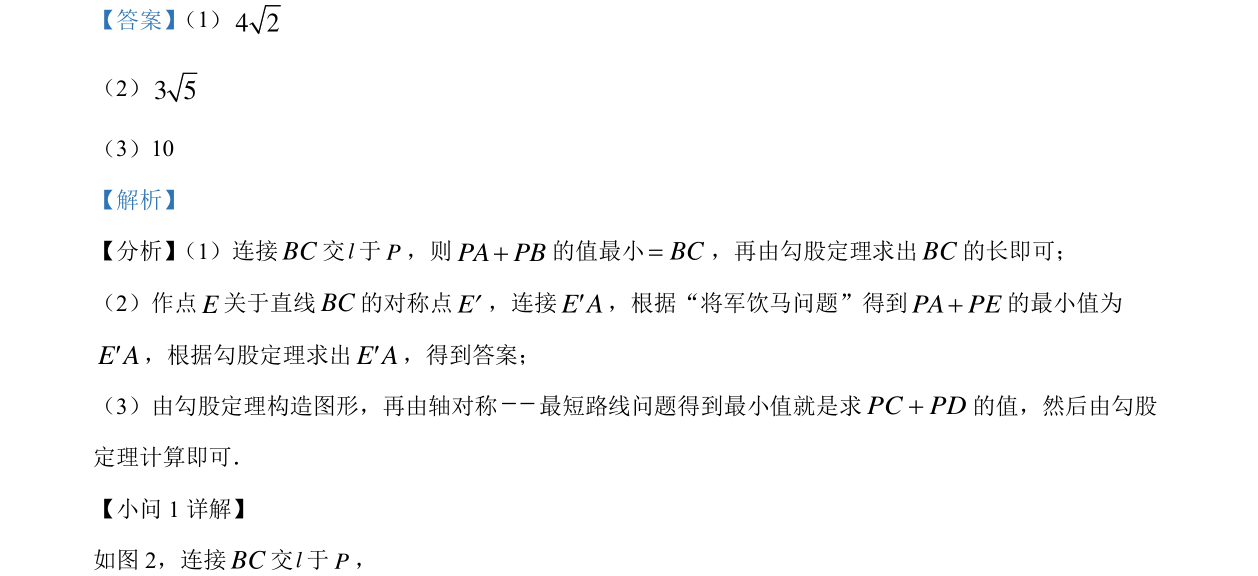 【答案】（1）4√2
（2）3√5
（3）10
【解析】
【分析】（1）连接BC交l于P，则PA+PB的值最小=BC，再由勾股定理求出BC的长即可；
（2）作点E关于直线BC的对称点E′，连接E′A，根据“将军饮马问题”得到PA+PE的最小值为
E′A，根据勾股定理求出E′A，得到答案；
（3）由勾股定理构造图形，再由轴对称−−最短路线问题得到最小值就是求PC+PD的值，然后由勾股
定理计算即可．
【小问1详解】
如图2，连接BC交l于P，